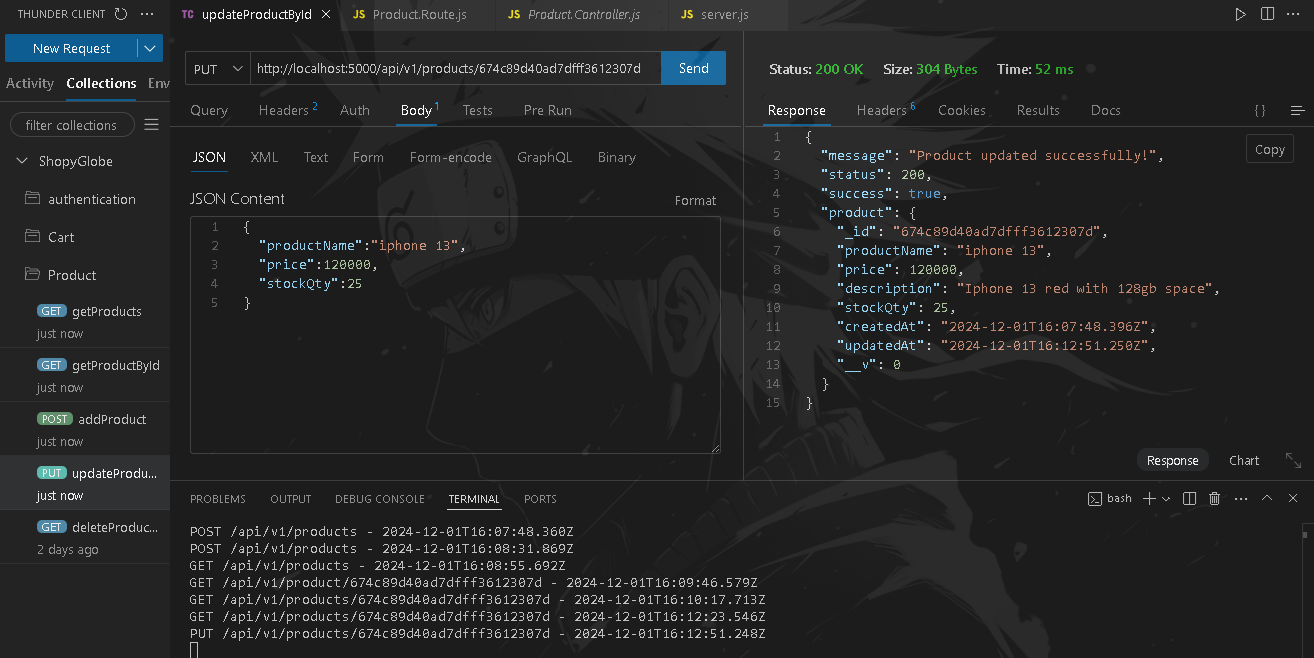 THUNDER CLIENT
TC updateProductById
JS Product.Route.js
JS Product.Controller.js
JS server.js
New Request
Activity Collections Env
filter collections
ShopyGlobe
authentication
Cart
Product
GET getProducts
just now
GET getProductById
just now
POST addProduct
just now
PUT updateProdu...
just now
GET deleteProduc...
2 days ago
PUT http://localhost:5000/api/v1/products/674c89d40ad7dfff3612307d Send
Query Headers 2 Auth Body 1 Tests Pre Run
JSON XML Text Form Form-encode GraphQL Binary
JSON Content Format
1 {
2 "productName":"iphone 13",
3 "price":120000,
4 "stockQty":25
5 }
Status: 200 OK Size: 304 Bytes Time: 52 ms
Response Headers 6 Cookies Results Docs {}
Copy
1 {
2 "message": "Product updated successfully!",
3 "status": 200,
4 "success": true,
5 "product": {
6 "_id": "674c89d40ad7dfff3612307d",
7 "productName": "iphone 13",
8 "price": 120000,
9 "description": "Iphone 13 red with 128gb space",
10 "stockQty": 25,
11 "createdAt": "2024-12-01T16:07:48.396Z",
12 "updatedAt": "2024-12-01T16:12:51.250Z",
13 "__v": 0
14 }
15 }
Response Chart
PROBLEMS OUTPUT DEBUG CONSOLE TERMINAL PORTS
bash
POST /api/v1/products - 2024-12-01T16:07:48.360Z
POST /api/v1/products - 2024-12-01T16:08:31.869Z
GET /api/v1/products - 2024-12-01T16:08:55.692Z
GET /api/v1/product/674c89d40ad7dfff3612307d - 2024-12-01T16:09:46.579Z
GET /api/v1/products/674c89d40ad7dfff3612307d - 2024-12-01T16:10:17.713Z
GET /api/v1/products/674c89d40ad7dfff3612307d - 2024-12-01T16:12:23.546Z
PUT /api/v1/products/674c89d40ad7dfff3612307d - 2024-12-01T16:12:51.248Z